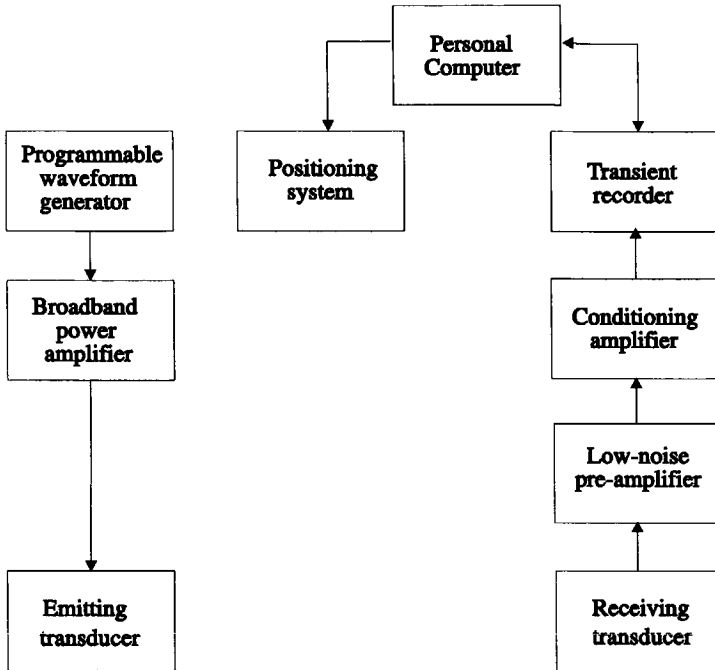 Personal
Computer
Programmable
waveform
generator
Positioning
system
Transient
recorder
Broadband
power
amplifier
Conditioning
amplifier
Low-noise
pre-amplifier
Emitting
transducer
Receiving
transducer